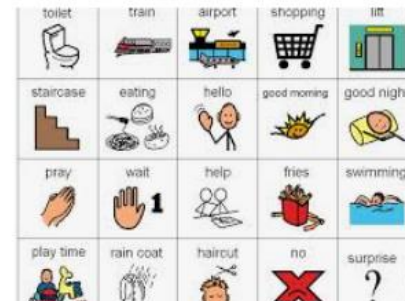 toilet train airport shopping lift
staircase eating hello good morning good nigh
pray wait help fries swimming
1
play time rain coat haircut no surprise
?